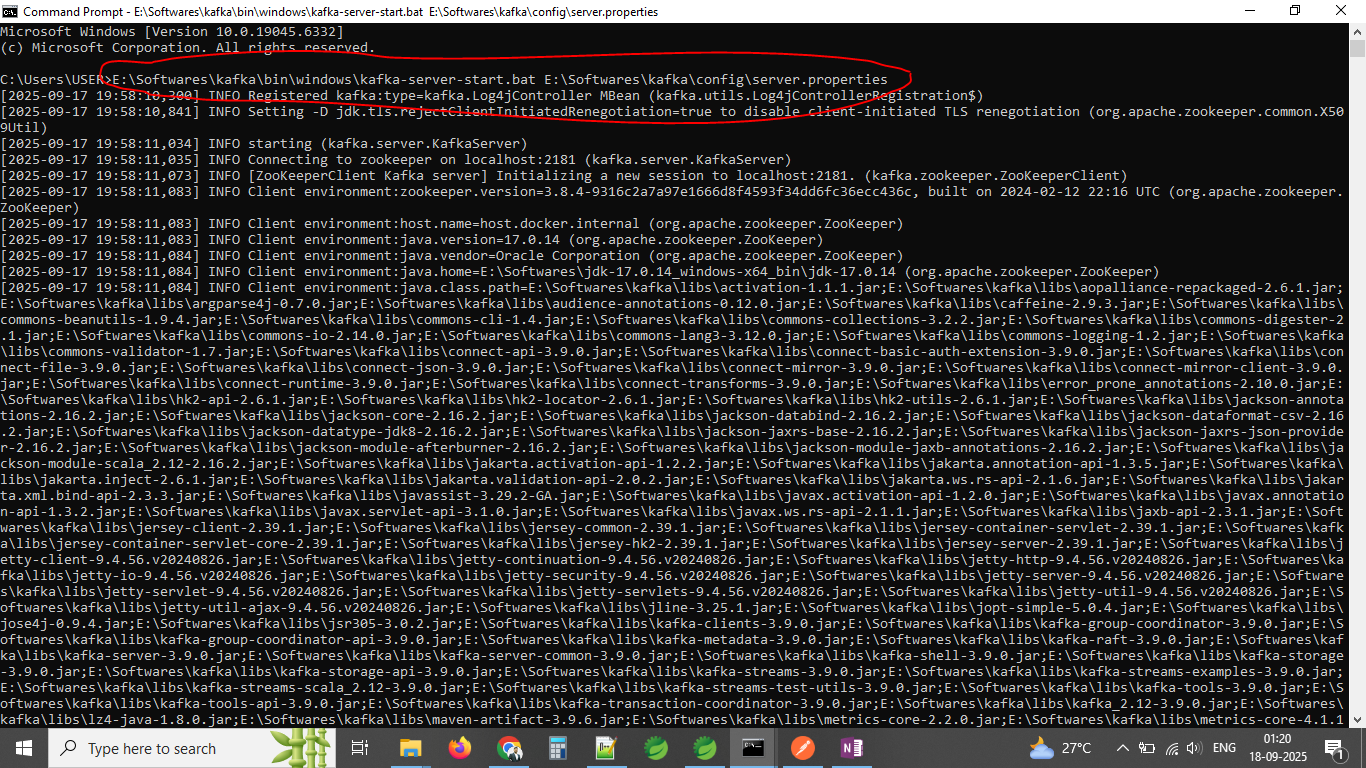 Command Prompt - E:\Softwares\kafka\bin\windows\kafka-server-start.bat E:\Softwares\kafka\config\server.properties
Microsoft Windows [Version 10.0.19045.6332]
(c) Microsoft Corporation. All rights reserved.
C:\Users\USER>E:\Softwares\kafka\bin\windows\kafka-server-start.bat E:\Softwares\kafka\config\server.properties
[2025-09-17 19:58:10,300] INFO Registered kafka:type=kafka.Log4jController MBean (kafka.utils.Log4jControllerRegistration$)
[2025-09-17 19:58:10,841] INFO Setting -D jdk.tls.rejectClientInitiatedRenegotiation=true to disable client-initiated TLS renegotiation (org.apache.zookeeper.common.X50
9Util)
[2025-09-17 19:58:11,034] INFO starting (kafka.server.KafkaServer)
[2025-09-17 19:58:11,035] INFO Connecting to zookeeper on localhost:2181 (kafka.server.KafkaServer)
[2025-09-17 19:58:11,073] INFO [ZooKeeperClient Kafka server] Initializing a new session to localhost:2181. (kafka.zookeeper.ZooKeeperClient)
[2025-09-17 19:58:11,083] INFO Client environment:zookeeper.version=3.8.4-9316c2a7a97e1666d8f4593f34dd6fc36ecc436c, built on 2024-02-12 22:16 UTC (org.apache.zookeeper.
ZooKeeper)
[2025-09-17 19:58:11,083] INFO Client environment:host.name=host.docker.internal (org.apache.zookeeper.ZooKeeper)
[2025-09-17 19:58:11,083] INFO Client environment:java.version=17.0.14 (org.apache.zookeeper.ZooKeeper)
[2025-09-17 19:58:11,084] INFO Client environment:java.vendor=Oracle Corporation (org.apache.zookeeper.ZooKeeper)
[2025-09-17 19:58:11,084] INFO Client environment:java.home=E:\Softwares\jdk-17.0.14_windows-x64_bin\jdk-17.0.14 (org.apache.zookeeper.ZooKeeper)
[2025-09-17 19:58:11,084] INFO Client environment:java.class.path=E:\Softwares\kafka\libs\activation-1.1.1.jar;E:\Softwares\kafka\libs\aopalliance-repackaged-2.6.1.jar;
E:\Softwares\kafka\libs\argparse4j-0.7.0.jar;E:\Softwares\kafka\libs\audience-annotations-0.12.0.jar;E:\Softwares\kafka\libs\caffeine-2.9.3.jar;E:\Softwares\kafka\libs\
commons-beanutils-1.9.4.jar;E:\Softwares\kafka\libs\commons-cli-1.4.jar;E:\Softwares\kafka\libs\commons-collections-3.2.2.jar;E:\Softwares\kafka\libs\commons-digester-2
.1.jar;E:\Softwares\kafka\libs\commons-io-2.14.0.jar;E:\Softwares\kafka\libs\commons-lang3-3.12.0.jar;E:\Softwares\kafka\libs\commons-logging-1.2.jar;E:\Softwares\kafka
\libs\commons-validator-1.7.jar;E:\Softwares\kafka\libs\connect-api-3.9.0.jar;E:\Softwares\kafka\libs\connect-basic-auth-extension-3.9.0.jar;E:\Softwares\kafka\libs\con
nect-file-3.9.0.jar;E:\Softwares\kafka\libs\connect-json-3.9.0.jar;E:\Softwares\kafka\libs\connect-mirror-3.9.0.jar;E:\Softwares\kafka\libs\connect-mirror-client-3.9.0.
jar;E:\Softwares\kafka\libs\connect-runtime-3.9.0.jar;E:\Softwares\kafka\libs\connect-transforms-3.9.0.jar;E:\Softwares\kafka\libs\error_prone_annotations-2.10.0.jar;E:
\Softwares\kafka\libs\hk2-api-2.6.1.jar;E:\Softwares\kafka\libs\hk2-locator-2.6.1.jar;E:\Softwares\kafka\libs\hk2-utils-2.6.1.jar;E:\Softwares\kafka\libs\jackson-annota
tions-2.16.2.jar;E:\Softwares\kafka\libs\jackson-core-2.16.2.jar;E:\Softwares\kafka\libs\jackson-databind-2.16.2.jar;E:\Softwares\kafka\libs\jackson-dataformat-csv-2.16
.2.jar;E:\Softwares\kafka\libs\jackson-datatype-jdk8-2.16.2.jar;E:\Softwares\kafka\libs\jackson-jaxrs-base-2.16.2.jar;E:\Softwares\kafka\libs\jackson-jaxrs-json-provide
r-2.16.2.jar;E:\Softwares\kafka\libs\jackson-module-afterburner-2.16.2.jar;E:\Softwares\kafka\libs\jackson-module-jaxb-annotations-2.16.2.jar;E:\Softwares\kafka\libs\ja
ckson-module-scala_2.12-2.16.2.jar;E:\Softwares\kafka\libs\jakarta.activation-api-1.2.2.jar;E:\Softwares\kafka\libs\jakarta.annotation-api-1.3.5.jar;E:\Softwares\kafka\
libs\jakarta.inject-2.6.1.jar;E:\Softwares\kafka\libs\jakarta.validation-api-2.0.2.jar;E:\Softwares\kafka\libs\jakarta.ws.rs-api-2.1.6.jar;E:\Softwares\kafka\libs\jakar
ta.xml.bind-api-2.3.3.jar;E:\Softwares\kafka\libs\javassist-3.29.2-GA.jar;E:\Softwares\kafka\libs\javax.activation-api-1.2.0.jar;E:\Softwares\kafka\libs\javax.annotatio
n-api-1.3.2.jar;E:\Softwares\kafka\libs\javax.servlet-api-3.1.0.jar;E:\Softwares\kafka\libs\javax.ws.rs-api-2.1.1.jar;E:\Softwares\kafka\libs\jaxb-api-2.3.1.jar;E:\Soft
wares\kafka\libs\jersey-client-2.39.1.jar;E:\Softwares\kafka\libs\jersey-common-2.39.1.jar;E:\Softwares\kafka\libs\jersey-container-servlet-2.39.1.jar;E:\Softwares\kafk
a\libs\jersey-container-servlet-core-2.39.1.jar;E:\Softwares\kafka\libs\jersey-hk2-2.39.1.jar;E:\Softwares\kafka\libs\jersey-server-2.39.1.jar;E:\Softwares\kafka\libs\j
etty-client-9.4.56.v20240826.jar;E:\Softwares\kafka\libs\jetty-continuation-9.4.56.v20240826.jar;E:\Softwares\kafka\libs\jetty-http-9.4.56.v20240826.jar;E:\Softwares\ka
fka\libs\jetty-io-9.4.56.v20240826.jar;E:\Softwares\kafka\libs\jetty-security-9.4.56.v20240826.jar;E:\Softwares\kafka\libs\jetty-server-9.4.56.v20240826.jar;E:\Software
s\kafka\libs\jetty-servlet-9.4.56.v20240826.jar;E:\Softwares\kafka\libs\jetty-servlets-9.4.56.v20240826.jar;E:\Softwares\kafka\libs\jetty-util-9.4.56.v20240826.jar;E:\S
oftwares\kafka\libs\jetty-util-ajax-9.4.56.v20240826.jar;E:\Softwares\kafka\libs\jline-3.25.1.jar;E:\Softwares\kafka\libs\jopt-simple-5.0.4.jar;E:\Softwares\kafka\libs\
jose4j-0.9.4.jar;E:\Softwares\kafka\libs\jsr305-3.0.2.jar;E:\Softwares\kafka\libs\kafka-clients-3.9.0.jar;E:\Softwares\kafka\libs\kafka-group-coordinator-3.9.0.jar;E:\S
oftwares\kafka\libs\kafka-group-coordinator-api-3.9.0.jar;E:\Softwares\kafka\libs\kafka-metadata-3.9.0.jar;E:\Softwares\kafka\libs\kafka-raft-3.9.0.jar;E:\Softwares\kaf
ka\libs\kafka-server-3.9.0.jar;E:\Softwares\kafka\libs\kafka-server-common-3.9.0.jar;E:\Softwares\kafka\libs\kafka-shell-3.9.0.jar;E:\Softwares\kafka\libs\kafka-storage
-3.9.0.jar;E:\Softwares\kafka\libs\kafka-storage-api-3.9.0.jar;E:\Softwares\kafka\libs\kafka-streams-3.9.0.jar;E:\Softwares\kafka\libs\kafka-streams-examples-3.9.0.jar;
E:\Softwares\kafka\libs\kafka-streams-scala_2.12-3.9.0.jar;E:\Softwares\kafka\libs\kafka-streams-test-utils-3.9.0.jar;E:\Softwares\kafka\libs\kafka-tools-3.9.0.jar;E:\S
oftwares\kafka\libs\kafka-tools-api-3.9.0.jar;E:\Softwares\kafka\libs\kafka-transaction-coordinator-3.9.0.jar;E:\Softwares\kafka\libs\kafka_2.12-3.9.0.jar;E:\Softwares\
kafka\libs\lz4-java-1.8.0.jar;E:\Softwares\kafka\libs\maven-artifact-3.9.6.jar;E:\Softwares\kafka\libs\metrics-core-2.2.0.jar;E:\Softwares\kafka\libs\metrics-core-4.1.1
Type here to search
27°C
ENG
01:20
18-09-2025
1